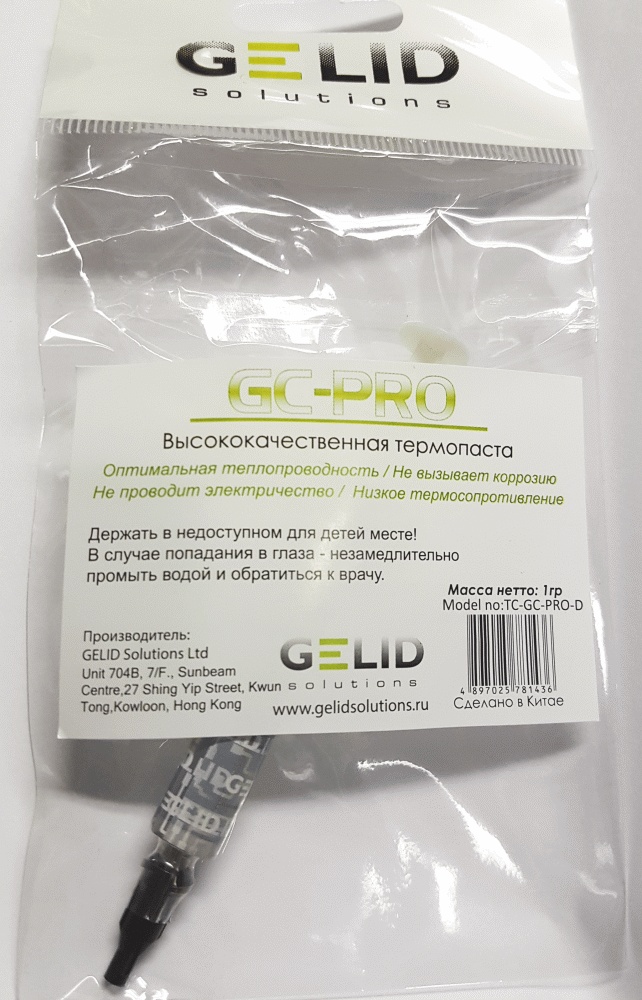 GELID
solutions
GC-PRO
Высококачественная термопаста
Оптимальная теплопроводность / Не вызывает коррозию
Не проводит электричество / Низкое термосопротивление
Держать в недоступном для детей месте!
В случае попадания в глаза - незамедлительно
промыть водой и обратиться к врачу.
Масса нетто: 1гр
Model no:TC-GC-PRO-D
4 897025 781436
Сделано в Китае
Производитель:
GELID Solutions Ltd
Unit 704B, 7/F., Sunbeam
Centre,27 Shing Yip Street, Kwun
Tong,Kowloon, Hong Kong
GELID
solutions
www.gelidsolutions.ru
GELID